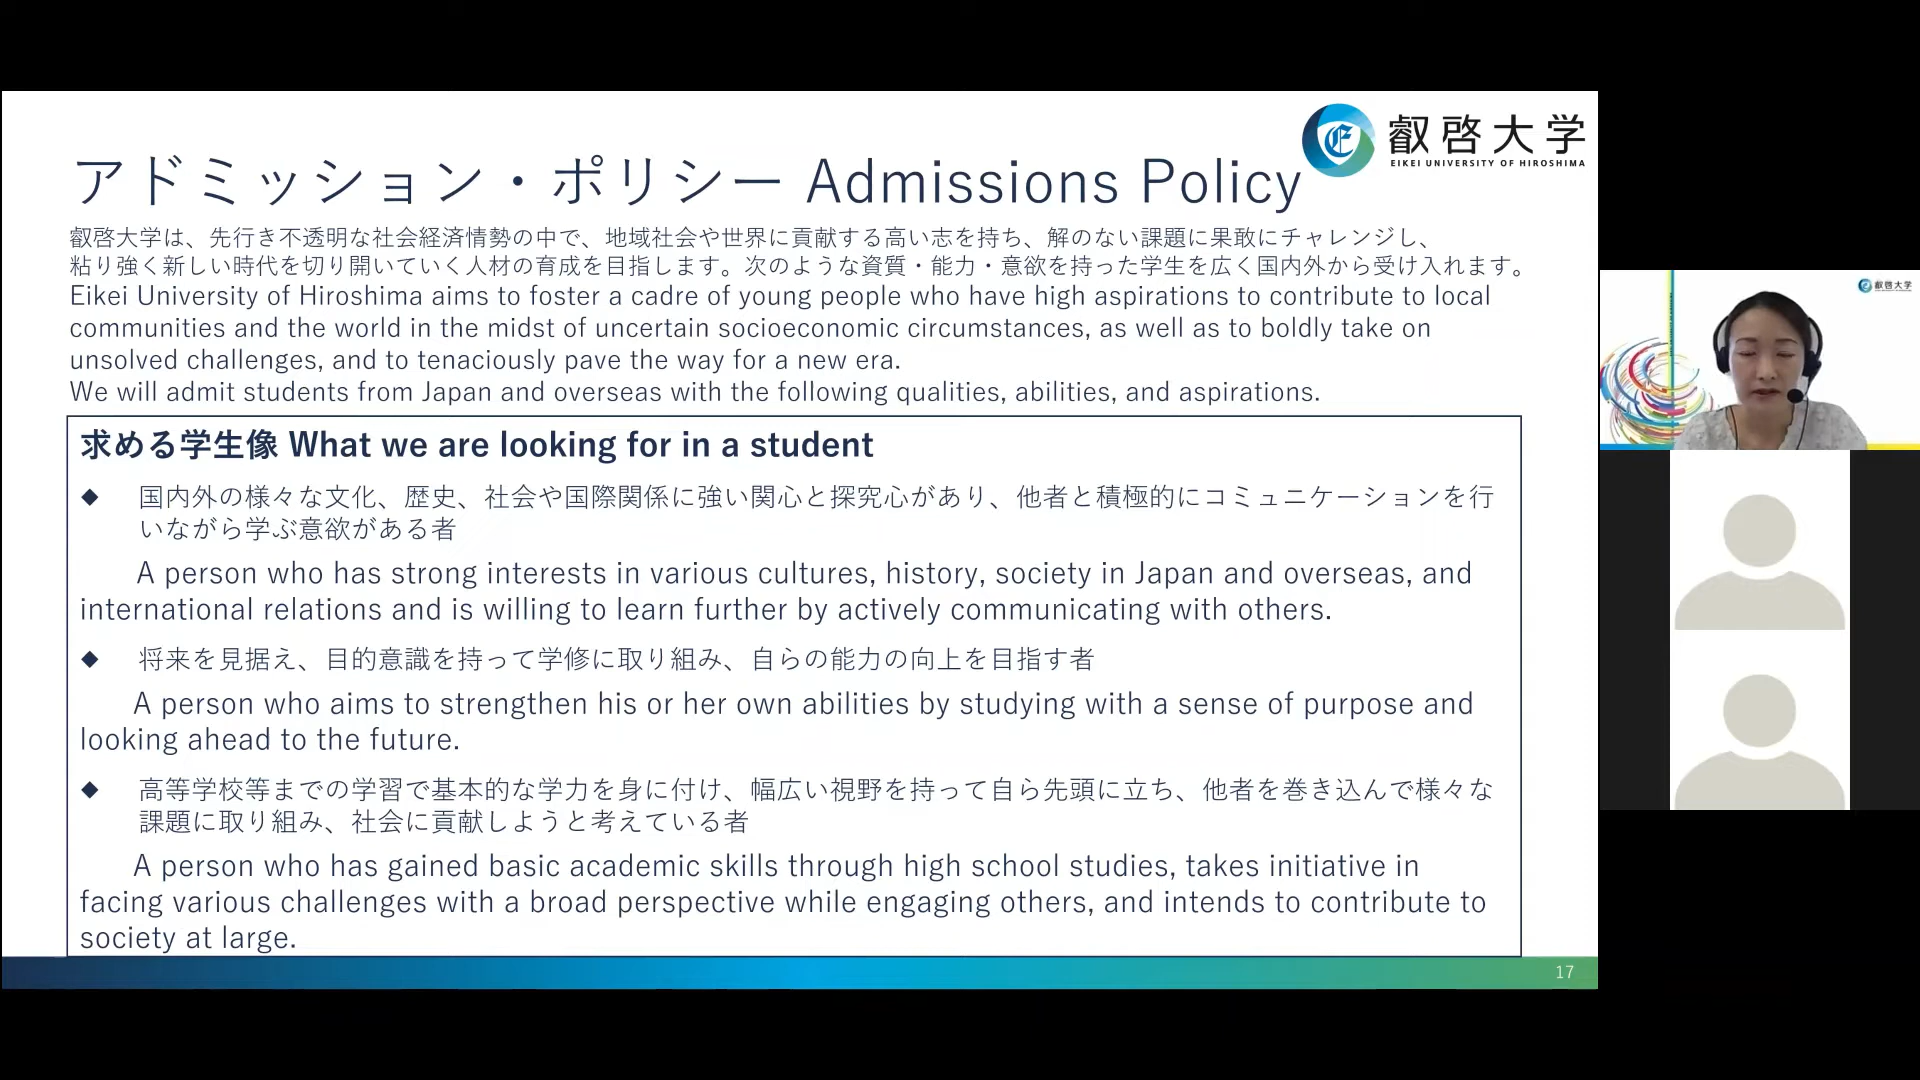 叡啓大学
EIKEI UNIVERSITY OF HIROSHIMA
アドミッション・ポリシー Admissions Policy
叡啓大学は、先行き不透明な社会経済情勢の中で、地域社会や世界に貢献する高い志を持ち、解のない課題に果敢にチャレンジし、
粘り強く新しい時代を切り開いていく人材の育成を目指します。次のような資質・能力・意欲を持った学生を広く国内外から受け入れます。
Eikei University of Hiroshima aims to foster a cadre of young people who have high aspirations to contribute to local
communities and the world in the midst of uncertain socioeconomic circumstances, as well as to boldly take on
unsolved challenges, and to tenaciously pave the way for a new era.
We will admit students from Japan and overseas with the following qualities, abilities, and aspirations.
求める学生像 What we are looking for in a student
◆ 国内外の様々な文化、歴史、社会や国際関係に強い関心と探究心があり、他者と積極的にコミュニケーションを行
いながら学ぶ意欲がある者
A person who has strong interests in various cultures, history, society in Japan and overseas, and
international relations and is willing to learn further by actively communicating with others.
◆ 将来を見据え、目的意識を持って学修に取り組み、自らの能力の向上を目指す者
A person who aims to strengthen his or her own abilities by studying with a sense of purpose and
looking ahead to the future.
◆ 高等学校等までの学習で基本的な学力を身に付け、幅広い視野を持って自ら先頭に立ち、他者を巻き込んで様々な
課題に取り組み、社会に貢献しようと考えている者
A person who has gained basic academic skills through high school studies, takes initiative in
facing various challenges with a broad perspective while engaging others, and intends to contribute to
society at large.
17
叡啓大学